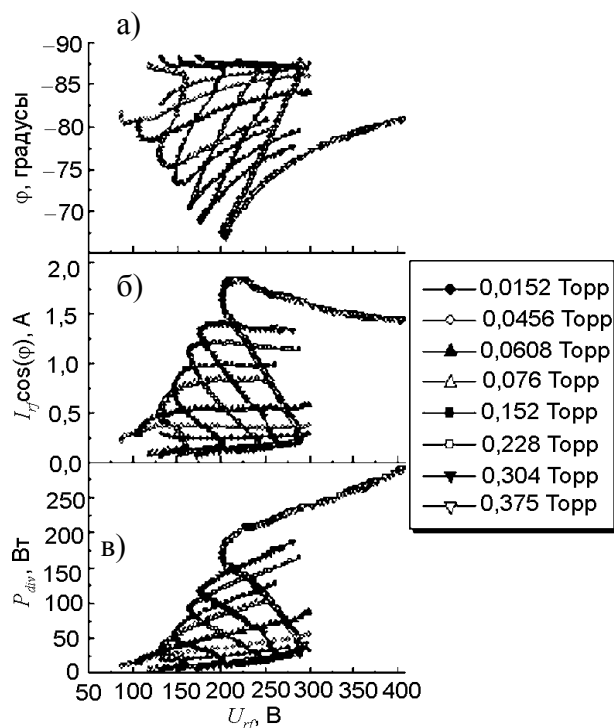 а)
φ, градусы
−90
−85
−80
−75
−70
б)
I_rf cos(φ), А
2,0
1,5
1,0
0,5
0,0
в)
P_div, Вт
250
200
150
100
50
0
50 100 150 200 250 300 350 400
U_rf, В
0,0152 Торр
0,0456 Торр
0,0608 Торр
0,076 Торр
0,152 Торр
0,228 Торр
0,304 Торр
0,375 Торр